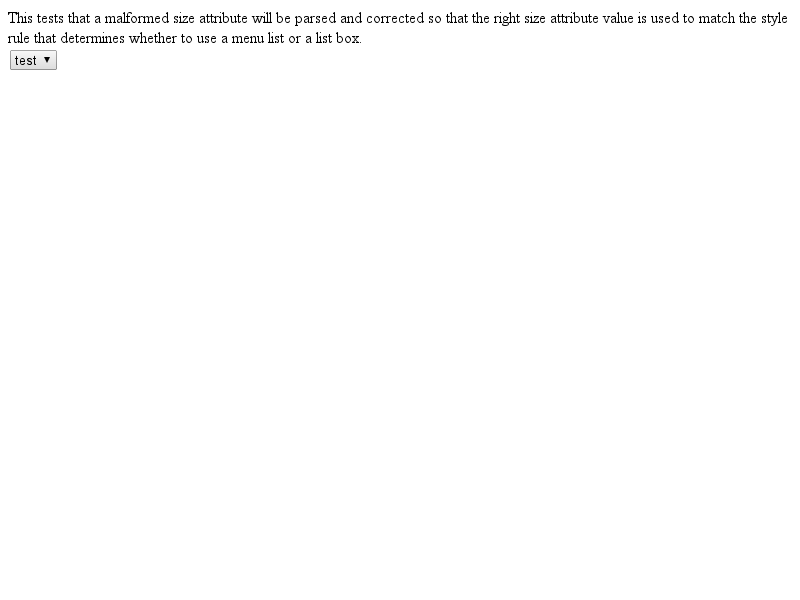 This tests that a malformed size attribute will be parsed and corrected so that the right size attribute value is used to match the style
rule that determines whether to use a menu list or a list box.
test